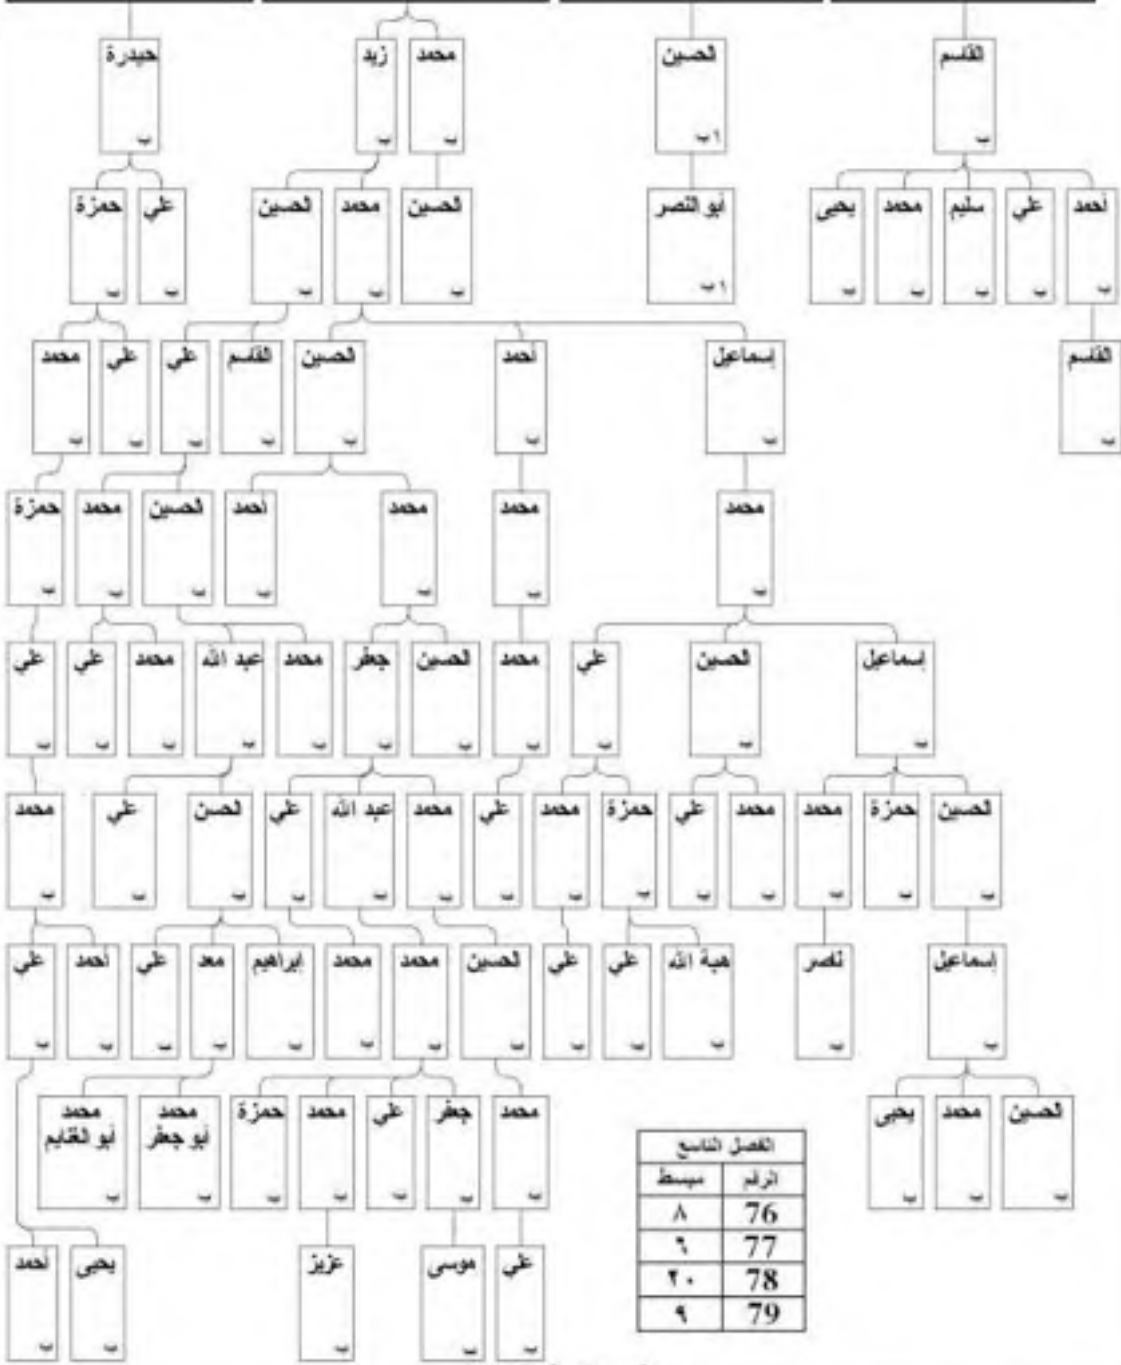 القاسم
ب
الحسين
١ ب
محمد
ب
زيد
ب
حيدرة
ب
أحمد
ب
علي
ب
سليم
ب
محمد
ب
يحيى
ب
أبو النصر
١ ب
الحسين
ب
محمد
ب
الحسين
ب
علي
ب
حمزة
ب
القاسم
ب
إسماعيل
ب
أحمد
ب
الحسين
ب
القاسم
ب
علي
ب
علي
ب
محمد
ب
محمد
ب
محمد
ب
محمد
ب
أحمد
ب
الحسين
ب
محمد
ب
حمزة
ب
إسماعيل
ب
الحسين
ب
علي
ب
محمد
ب
الحسين
ب
جعفر
ب
محمد
ب
عبد الله
ب
محمد
ب
علي
ب
علي
ب
الحسين
ب
حمزة
ب
محمد
ب
محمد
ب
علي
ب
حمزة
ب
محمد
ب
علي
ب
محمد
ب
عبد الله
ب
علي
ب
الحسن
ب
علي
ب
محمد
ب
إسماعيل
ب
ناصر
ب
هبة الله
ب
علي
ب
علي
ب
الحسين
ب
محمد
ب
محمد
ب
إبراهيم
ب
معد
ب
علي
ب
أحمد
ب
علي
ب
الحسين
ب
محمد
ب
يحيى
ب
محمد
ب
جعفر
ب
علي
ب
محمد
ب
حمزة
ب
محمد
أبو جعفر
ب
محمد
أبو الغنايم
ب
علي
ب
موسى
ب
عزيز
ب
يحيى
ب
أحمد
ب
الفصل التاسع
الرقم مبسط
76 ٨
77 ٦
78 ٢٠
79 ٩